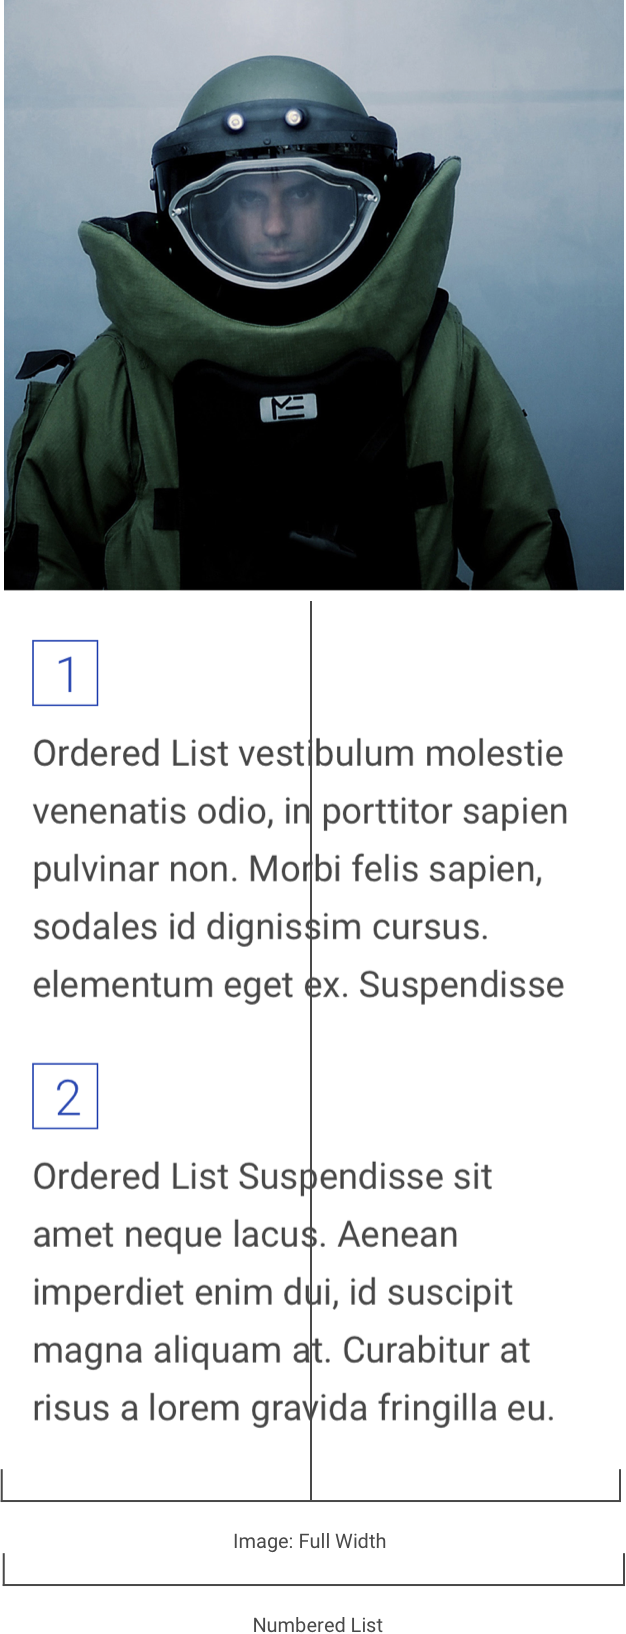 ME
1
Ordered List vestibulum molestie
venenatis odio, in porttitor sapien
pulvinar non. Morbi felis sapien,
sodales id dignissim cursus.
elementum eget ex. Suspendisse
2
Ordered List Suspendisse sit
amet neque lacus. Aenean
imperdiet enim dui, id suscipit
magna aliquam at. Curabitur at
risus a lorem gravida fringilla eu.
Image: Full Width
Numbered List